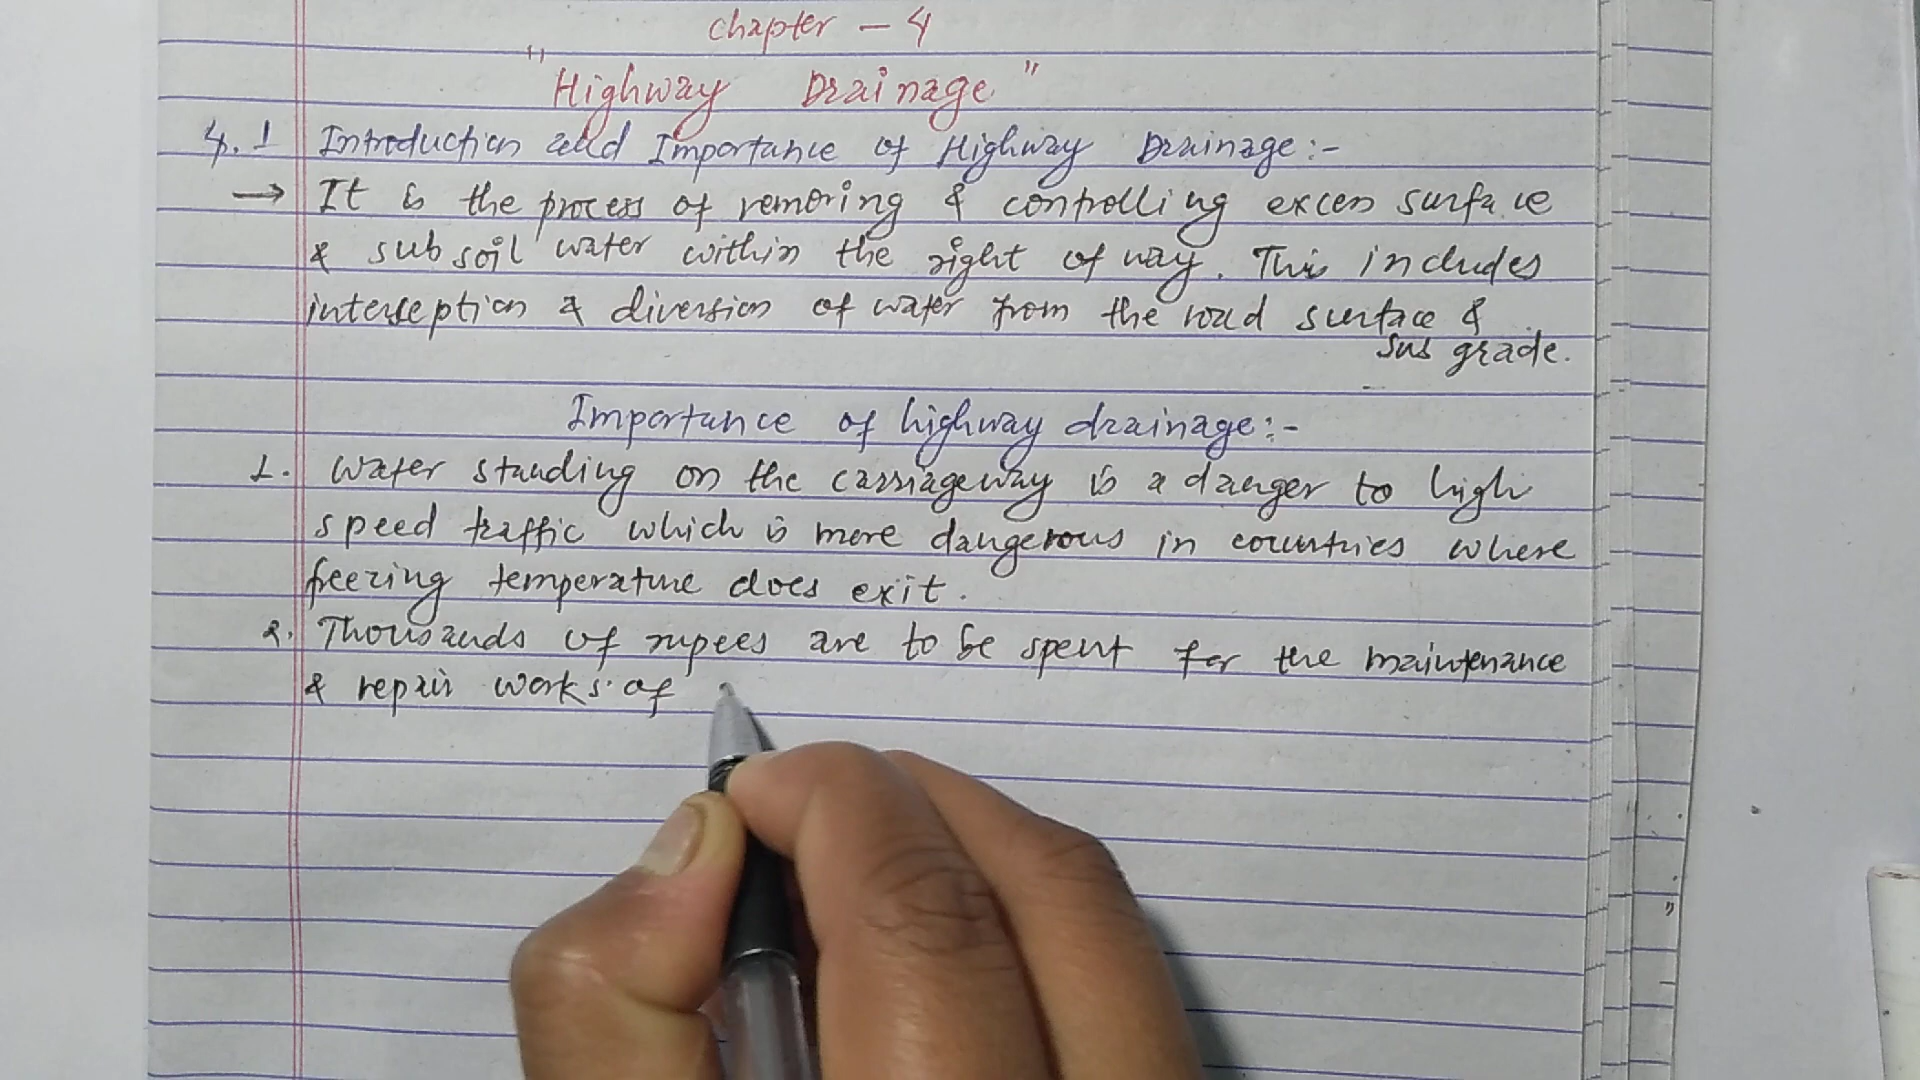 chapter - 4
"Highway Drainage"
4.1 Introduction and Importance of Highway Drainage:-
→ It is the process of removing & controlling excess surface
& sub soil water within the right of way. This includes
interseption & diversion of water from the road surface &
sub grade.
Importance of highway drainage:-
1. Water standing on the carriageway is a danger to high
speed traffic which is more dangerous in countries where
freezing temperature does exit.
2. Thousands of rupees are to be spent for the maintenance
& repair works of